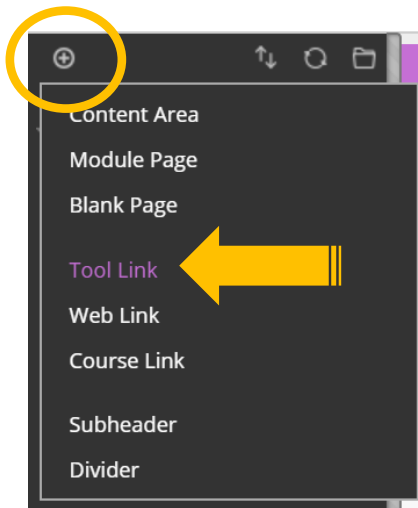 Content Area
Module Page
Blank Page
Tool Link
Web Link
Course Link
Subheader
Divider